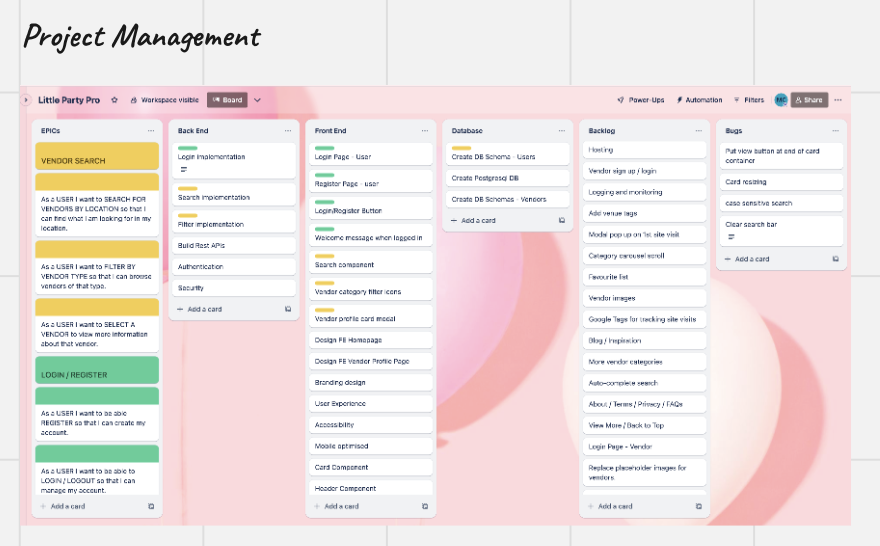 Project Management
Little Party Pro
Workspace visible
Board
Power-Ups
Automation
Filters
Share
EPICs
VENDOR SEARCH
As a USER I want to SEARCH FOR
VENDORS BY LOCATION so that I
can find what I am looking for in my
location.
As a USER I want to FILTER BY
VENDOR TYPE so that I can browse
vendors of that type.
As a USER I want to SELECT A
VENDOR to view more information
about that vendor.
LOGIN / REGISTER
As a USER I want to be able
REGISTER so that I can create my
account.
As a USER I want to be able to
LOGIN / LOGOUT so that I can
manage my account.
+ Add a card
Back End
Login Implementation
Search Implementation
Filter Implementation
Build Rest APIs
Authentication
Security
+ Add a card
Front End
Login Page - User
Register Page - user
Login/Register Button
Welcome message when logged in
Search component
Vendor category filter icons
Vendor profile card modal
Design FE Homepage
Design FE Vendor Profile Page
Branding design
User Experience
Accessibility
Mobile optimised
Card Component
Header Component
+ Add a card
Database
Create DB Schema - Users
Create Postgresql DB
Create DB Schemas - Vendors
+ Add a card
Backlog
Hosting
Vendor sign up / login
Logging and monitoring
Add venue tags
Modal pop up on 1st site visit
Category carousel scroll
Favourite list
Vendor images
Google Tags for tracking site visits
Blog / Inspiration
More vendor categories
Auto-complete search
About / Terms / Privacy / FAQs
View More / Back to Top
Login Page - Vendor
Replace placeholder images for
vendors
+ Add a card
Bugs
Put view button at end of card
container
Card resizing
case sensitive search
Clear search bar
+ Add a card